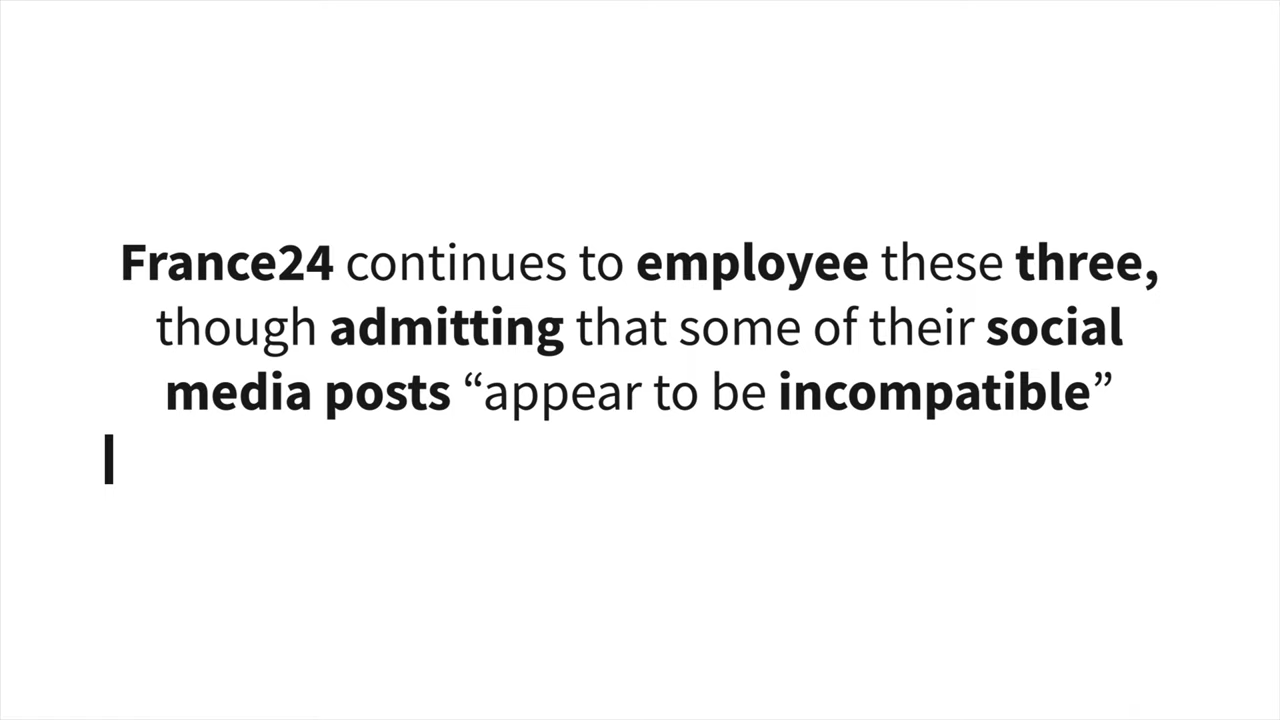 France24 continues to employee these three,
though admitting that some of their social
media posts “appear to be incompatible”